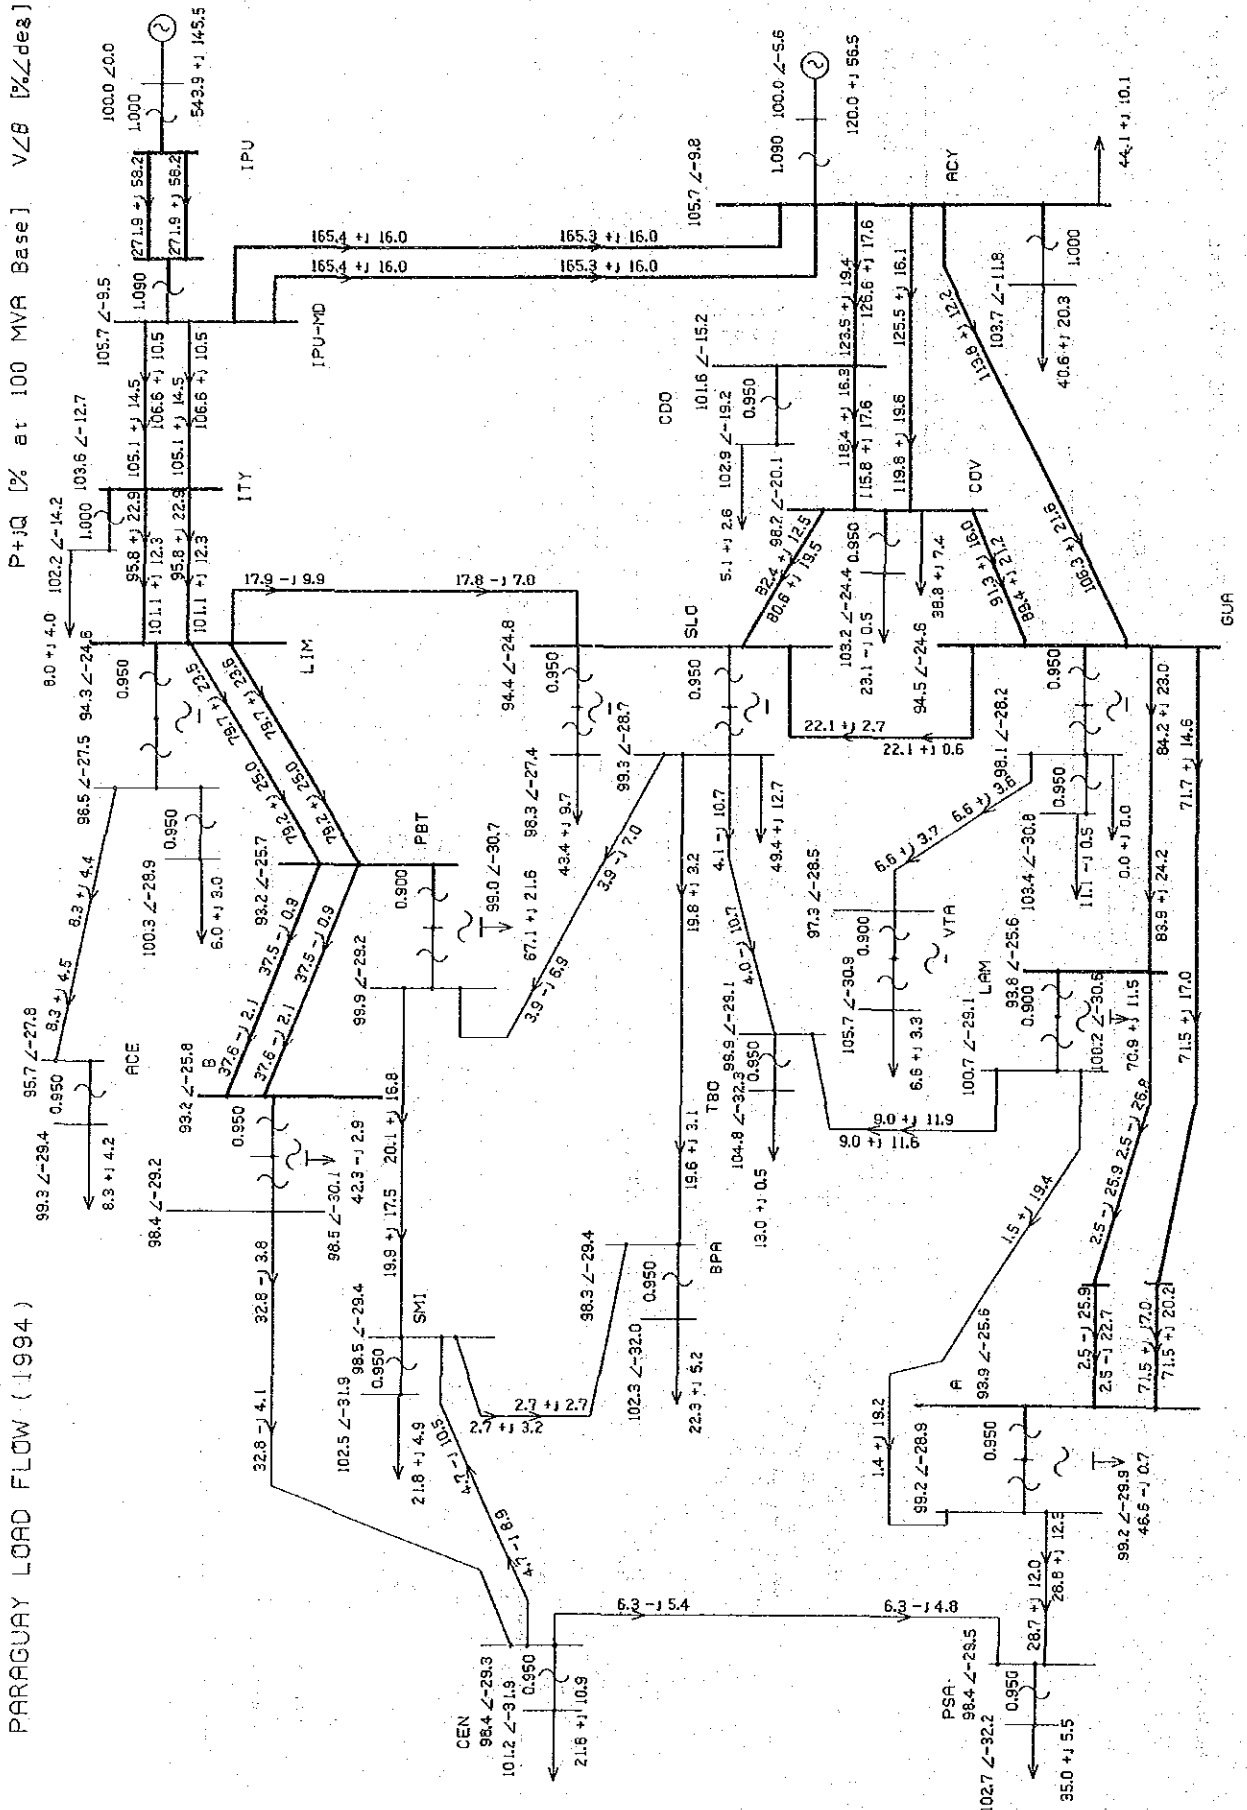 PARAGUAY LOAD FLOW (1994)
P+jQ [% at 100 MVA Base] V∠θ [%∠deg]
100.0 ∠0.0
1.000
543.9 +j 145.5
271.9 +j 58.2
271.9 +j 58.2
IPU
1.090
105.7 ∠-9.5
IPU-MD
165.4 +j 16.0
165.3 +j 16.0
165.4 +j 16.0
165.3 +j 16.0
100.0 ∠-5.6
1.090
120.0 +j 56.5
105.7 ∠-9.8
ACY
44.1 +j 10.1
1.000
103.7 ∠-11.8
40.6 +j 20.3
106.6 +j 10.5
105.1 +j 14.5
106.6 +j 10.5
105.1 +j 14.5
103.6 ∠-12.7
ITY
1.000
102.2 ∠-14.2
8.0 +j 4.0
95.8 +j 22.9
101.1 +j 12.3
95.8 +j 22.9
101.1 +j 12.3
94.3 ∠-24.6
LIM
0.950
17.9 -j 9.9
17.8 -j 7.0
126.6 +j 17.6
123.5 +j 19.4
101.6 ∠-15.2
CDO
0.950
102.9 ∠-19.2
5.1 +j 2.6
118.4 +j 16.3
115.8 +j 17.6
125.5 +j 16.1
119.8 +j 19.6
98.2 ∠-20.1
COV
0.950
103.2 ∠-24.4
23.1 -j 0.5
38.8 +j 7.4
113.8 +j 12.2
106.3 +j 21.6
82.4 +j 12.5
80.6 +j 19.5
91.3 +j 16.0
89.4 +j 21.2
SLO
94.4 ∠-24.8
0.950
98.3 ∠-27.4
43.4 +j 9.7
0.950
99.3 ∠-28.7
49.4 +j 12.7
94.5 ∠-24.6
GUA
22.1 +j 2.7
22.1 +j 0.6
0.950
98.1 ∠-28.2
0.950
103.4 ∠-30.8
11.1 -j 0.5
0.0 +j 0.0
6.6 +j 3.6
6.6 +j 3.7
97.3 ∠-28.5
VTA
0.900
105.7 ∠-30.9
6.6 +j 3.3
84.2 +j 23.0
83.9 +j 24.2
71.7 +j 14.6
71.5 +j 17.0
LAM
93.8 ∠-25.6
0.900
100.2 ∠-30.6
70.9 +j 11.5
100.7 ∠-29.1
9.0 +j 11.9
9.0 +j 11.6
2.5 -j 26.8
2.5 -j 25.9
2.5 -j 25.9
2.5 -j 22.7
71.5 +j 17.0
71.5 +j 20.2
1.5 +j 19.4
1.4 +j 19.2
A
93.9 ∠-25.6
0.950
99.2 ∠-28.9
99.2 ∠-29.9
46.6 -j 0.7
28.7 +j 12.0
PSA
98.4 ∠-29.5
0.950
102.7 ∠-32.2
35.0 +j 5.5
96.5 ∠-27.5
0.950
100.3 ∠-28.9
6.0 +j 3.0
8.3 +j 4.4
8.3 +j 4.5
95.7 ∠-27.8
ACE
0.950
99.3 ∠-29.4
8.3 +j 4.2
79.7 +j 23.5
79.2 +j 25.0
79.7 +j 23.6
79.2 +j 25.0
PBT
93.2 ∠-25.7
0.900
99.0 ∠-30.7
67.1 +j 21.6
99.9 ∠-29.2
37.5 -j 0.9
37.6 -j 2.1
37.5 -j 0.9
37.6 -j 2.1
B
93.2 ∠-25.8
0.950
98.5 ∠-30.1
42.3 -j 2.9
98.4 ∠-29.2
20.1 +j 16.8
19.9 +j 17.5
3.9 -j 7.0
3.9 -j 6.9
19.8 +j 3.2
19.6 +j 3.1
4.1 -j 10.7
4.0 -j 10.7
TBO
99.9 ∠-29.1
0.950
104.8 ∠-32.3
13.0 +j 0.5
BPA
98.3 ∠-29.4
0.950
102.3 ∠-32.0
22.3 +j 5.2
SMI
98.5 ∠-29.4
0.950
102.5 ∠-31.9
21.8 +j 4.9
2.7 +j 2.7
2.7 +j 3.2
32.8 -j 3.8
32.8 -j 4.1
4.7 -j 10.5
4.7 -j 8.9
CEN
98.4 ∠-29.3
0.950
101.2 ∠-31.9
21.8 +j 10.9
6.3 -j 5.4
6.3 -j 4.8